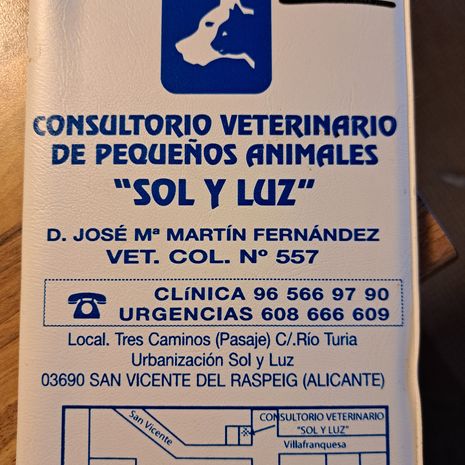 CONSULTORIO VETERINARIO
DE PEQUEÑOS ANIMALES
"SOL Y LUZ"
D. JOSÉ Mª MARTÍN FERNÁNDEZ
VET. COL. Nº 557
CLíNICA 96 566 97 90
URGENCIAS 608 666 609
Local. Tres Caminos (Pasaje) C/.Río Turia
Urbanización Sol y Luz
03690 SAN VICENTE DEL RASPEIG (ALICANTE)
San Vicente
CONSULTORIO VETERINARIO
"SOL Y LUZ"
Villafranquesa